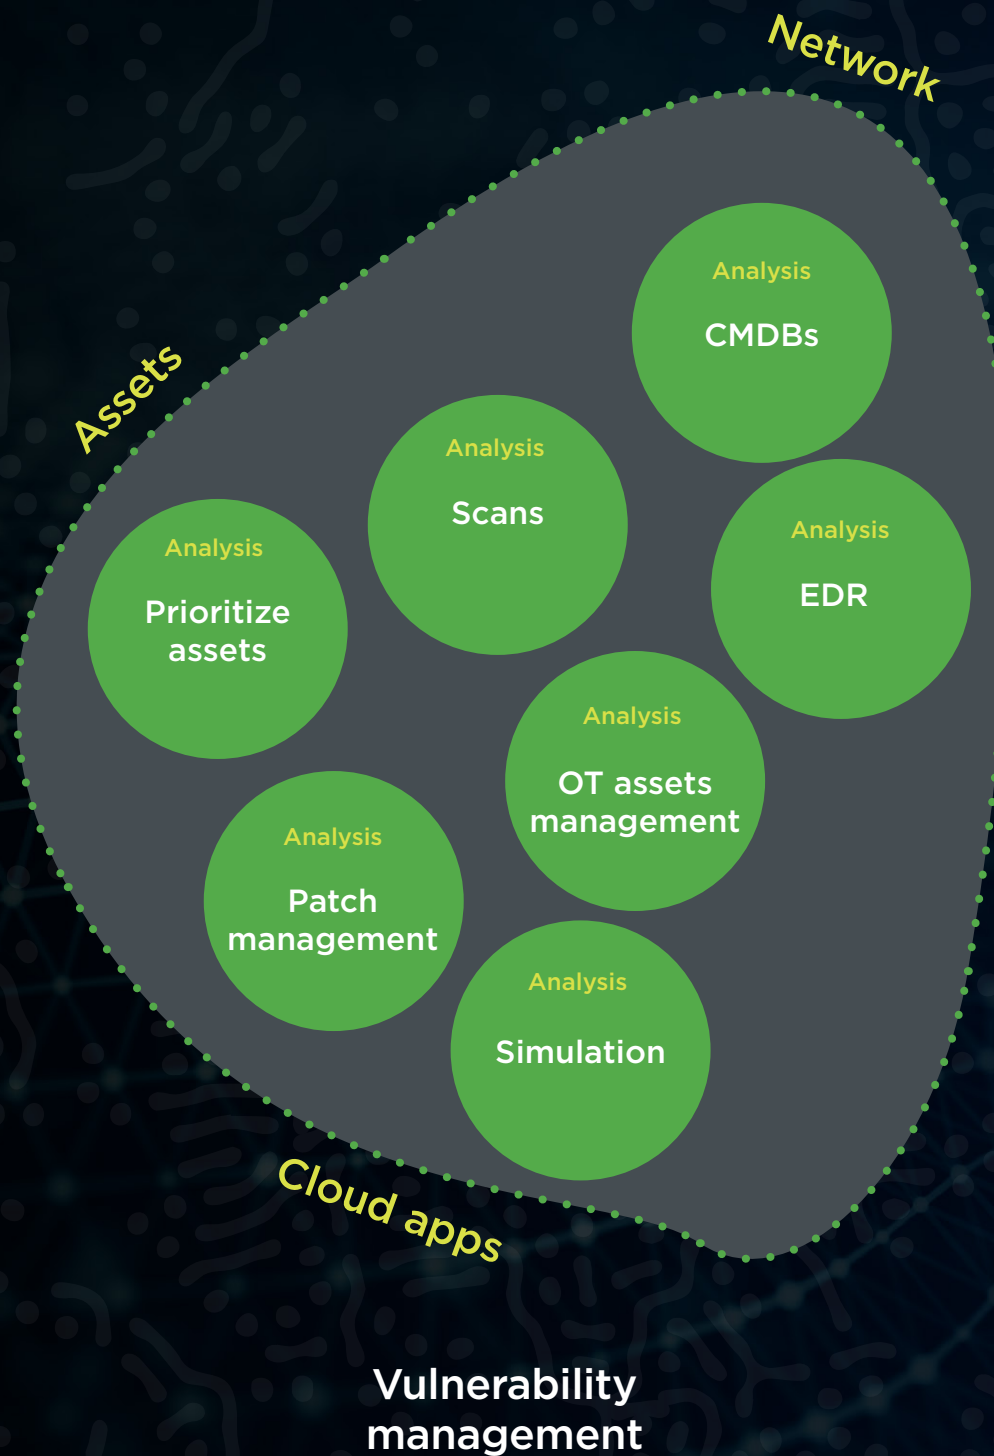 Network
Analysis
CMDBs
Assets
Analysis
Scans
Analysis
EDR
Analysis
Prioritize
assets
Analysis
OT assets
management
Analysis
Patch
management
Analysis
Simulation
Cloud apps
Vulnerability
management